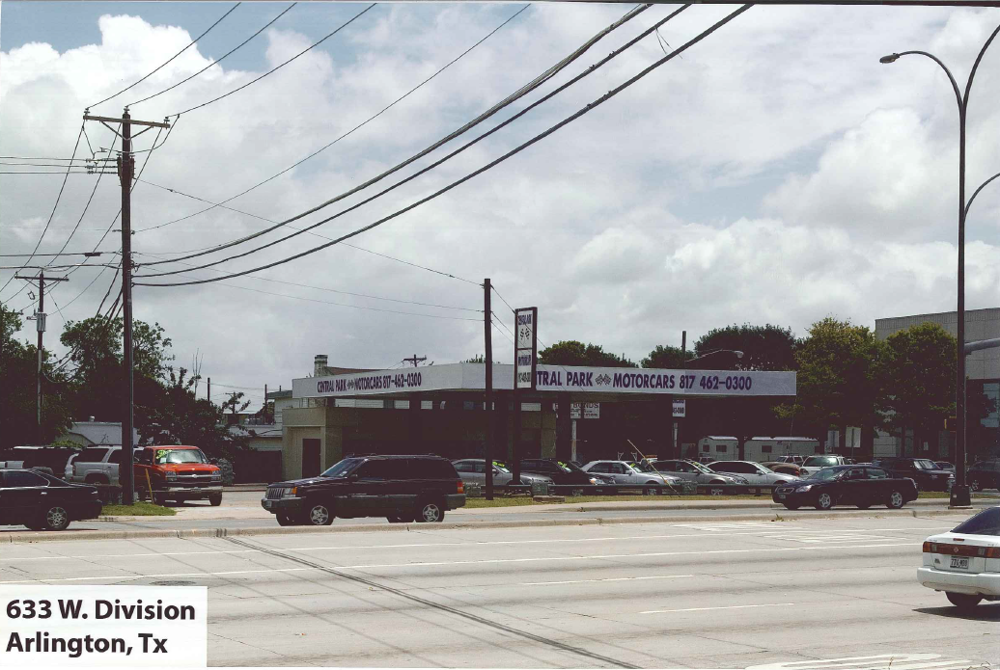 CENTRAL PARK MOTORCARS 817-462-0300
TRAL PARK MOTORCARS 817 462-0300
633 W. Division
Arlington, Tx